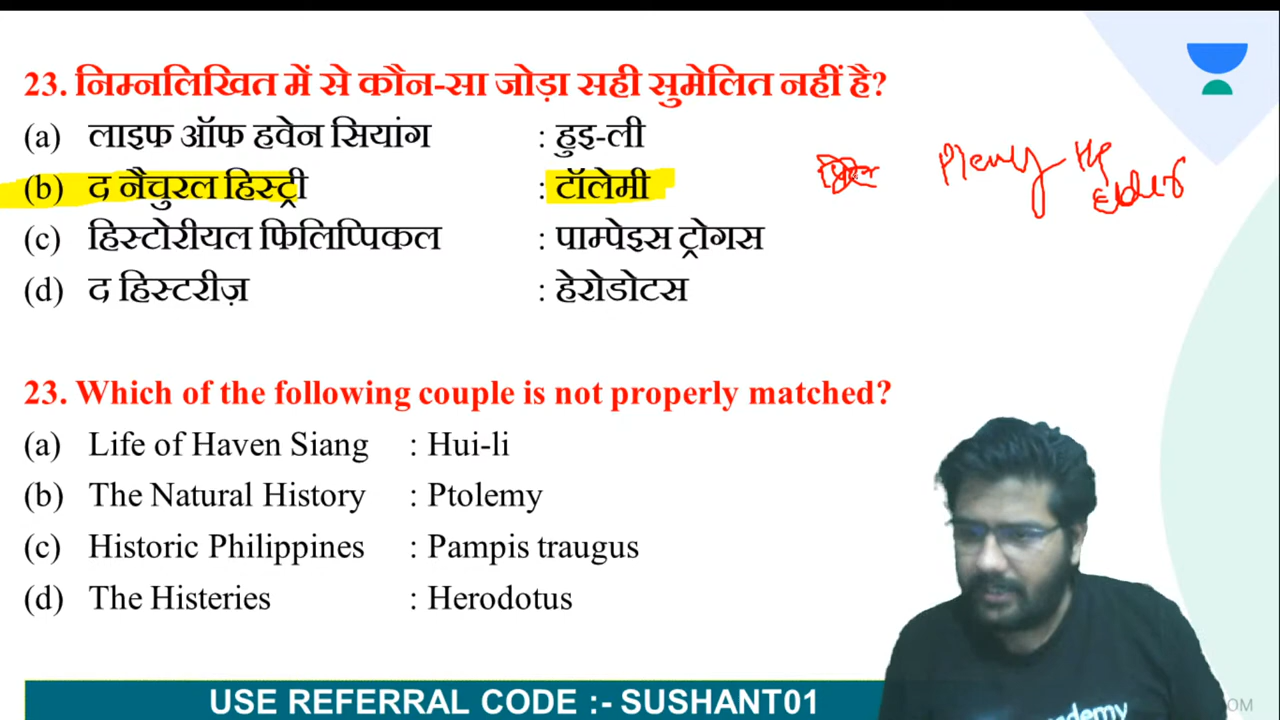 23. निम्नलिखित में से कौन-सा जोड़ा सही सुमेलित नहीं है?
(a) लाइफ ऑफ हवेन सियांग : हुइ-ली
(b) द नैचुरल हिस्ट्री : टॉलेमी
Pleny the
elder
(c) हिस्टोरीयल फिलिप्पिकल : पाम्पेइस ट्रोगस
(d) द हिस्टरीज़ : हेरोडोटस
23. Which of the following couple is not properly matched?
(a) Life of Haven Siang : Hui-li
(b) The Natural History : Ptolemy
(c) Historic Philippines : Pampis traugus
(d) The Histeries : Herodotus
USE REFERRAL CODE :- SUSHANT01